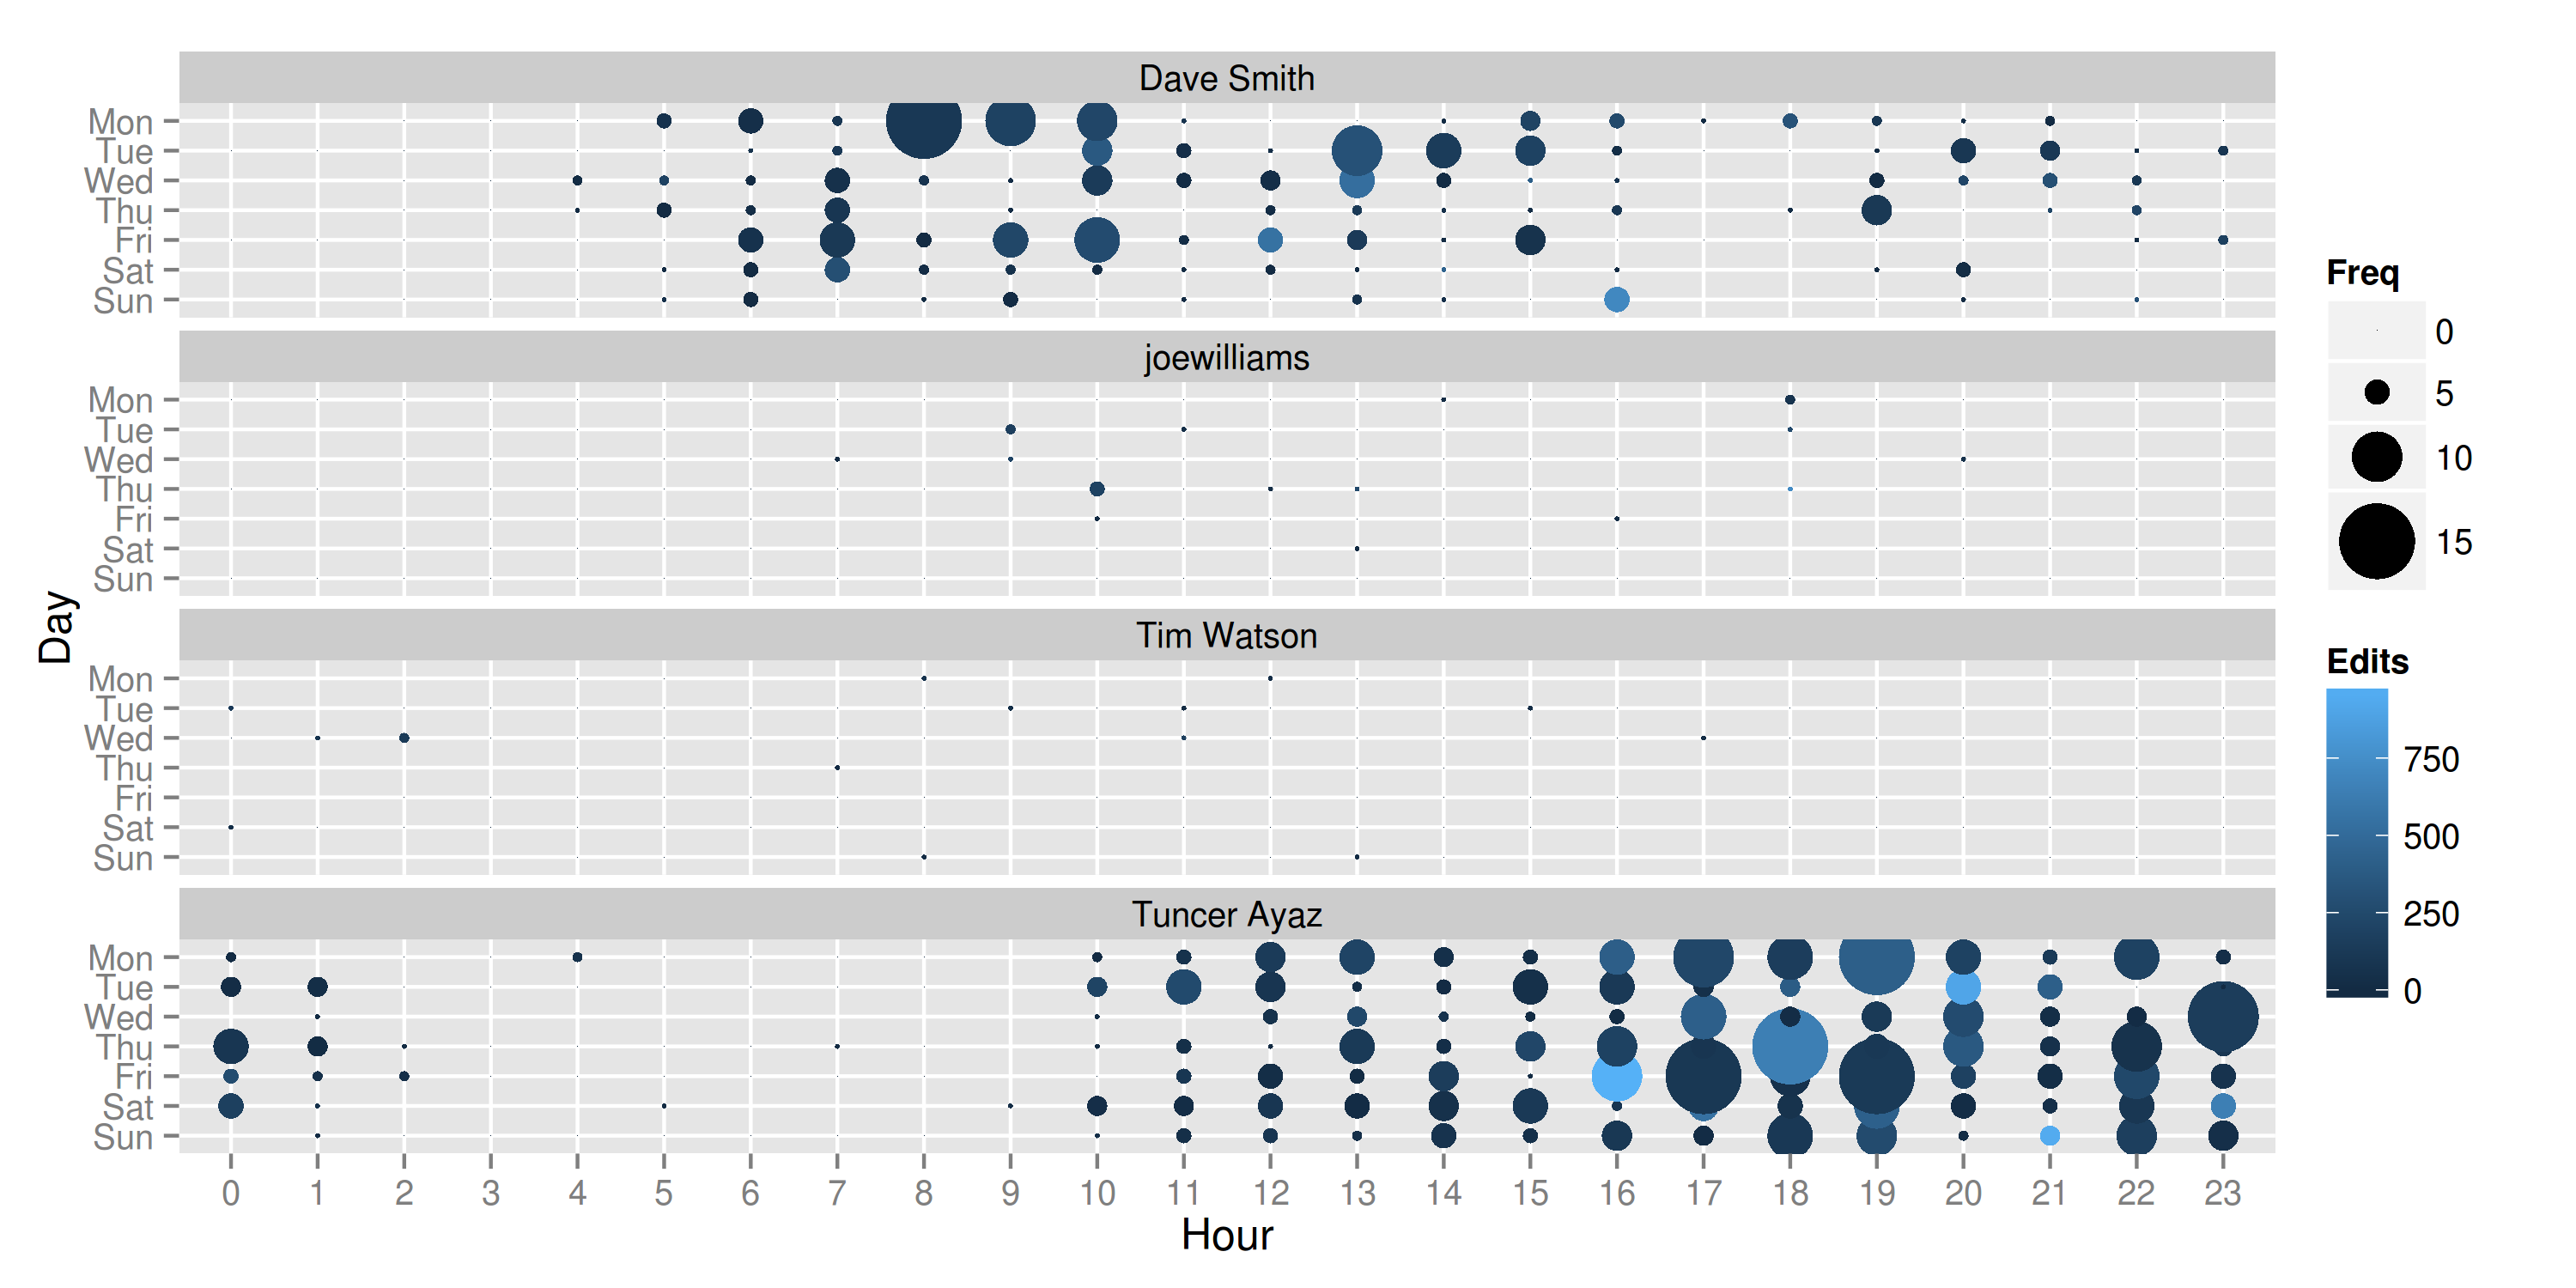 Dave Smith
Mon
Tue
Wed
Thu
Fri
Sat
Sun
joewilliams
Mon
Tue
Wed
Thu
Fri
Sat
Sun
Tim Watson
Mon
Tue
Wed
Thu
Fri
Sat
Sun
Tuncer Ayaz
Mon
Tue
Wed
Thu
Fri
Sat
Sun
0 1 2 3 4 5 6 7 8 9 10 11 12 13 14 15 16 17 18 19 20 21 22 23
Hour
Day
Freq
0
5
10
15
Edits
750
500
250
0